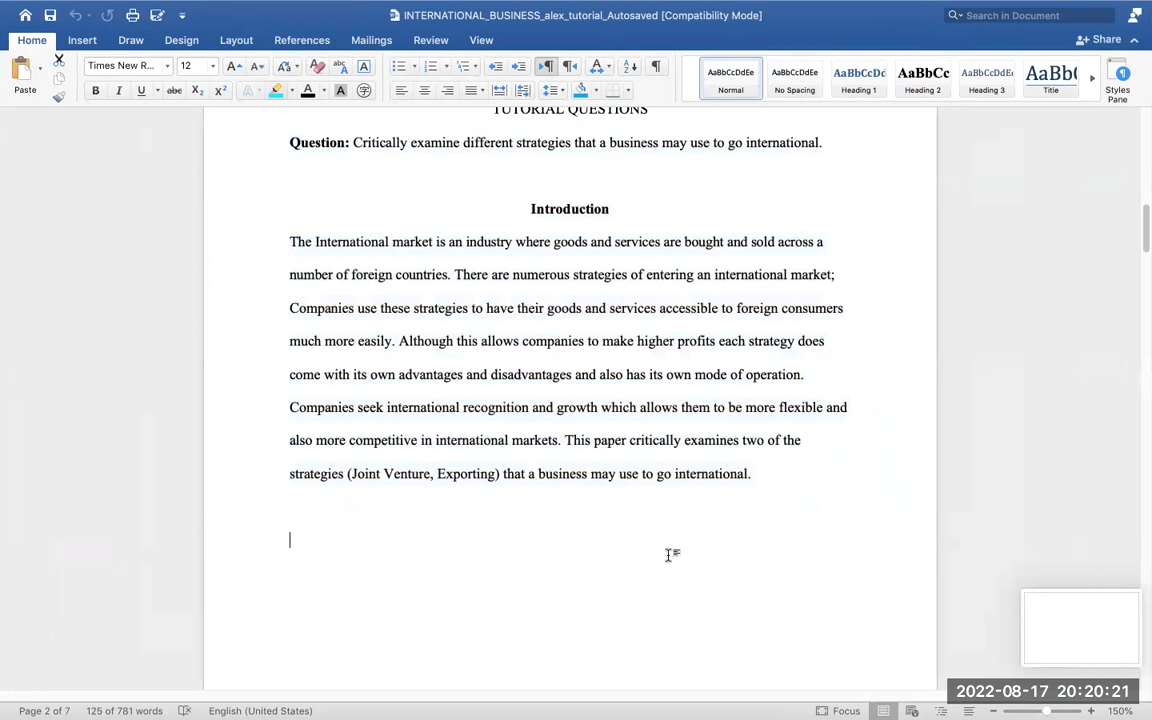 INTERNATIONAL_BUSINESS_alex_tutorial_Autosaved [Compatibility Mode]
Search in Document
Home Insert Draw Design Layout References Mailings Review View
Share
Paste
Times New R... 12
AaBbCcDdEe AaBbCcDdEe AaBbCcDc AaBbCc AaBbCcDdEe AaBb(
Normal No Spacing Heading 1 Heading 2 Heading 3 Title
Styles
Pane
TUTORIAL QUESTIONS
Question: Critically examine different strategies that a business may use to go international.
Introduction
The International market is an industry where goods and services are bought and sold across a
number of foreign countries. There are numerous strategies of entering an international market;
Companies use these strategies to have their goods and services accessible to foreign consumers
much more easily. Although this allows companies to make higher profits each strategy does
come with its own advantages and disadvantages and also has its own mode of operation.
Companies seek international recognition and growth which allows them to be more flexible and
also more competitive in international markets. This paper critically examines two of the
strategies (Joint Venture, Exporting) that a business may use to go international.
2022-08-17 20:20:21
Page 2 of 7 125 of 781 words English (United States) Focus 150%